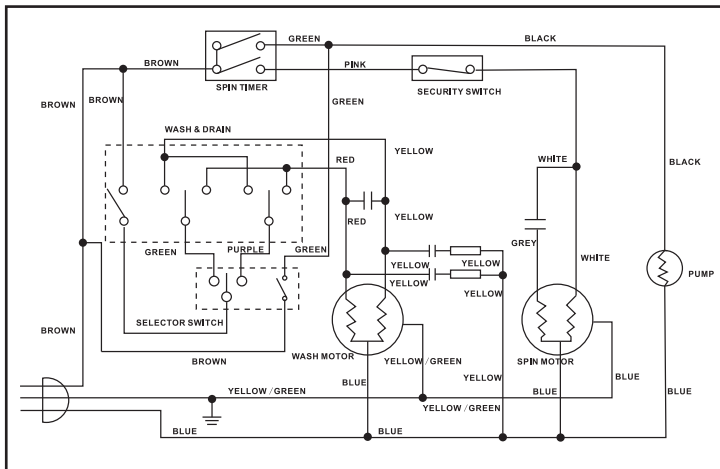 GREEN
BLACK
BROWN
PINK
SPIN TIMER
SECURITY SWITCH
BROWN
BROWN
GREEN
WASH & DRAIN
YELLOW
RED
WHITE
BLACK
RED
YELLOW
GREY
GREEN
PURPLE
GREEN
YELLOW
YELLOW
WHITE
PUMP
YELLOW
YELLOW
BROWN
SELECTOR SWITCH
WASH MOTOR
SPIN MOTOR
BROWN
YELLOW / GREEN
YELLOW
YELLOW /GREEN
BLUE
BLUE
BLUE
BLUE
YELLOW /GREEN
BLUE
BLUE